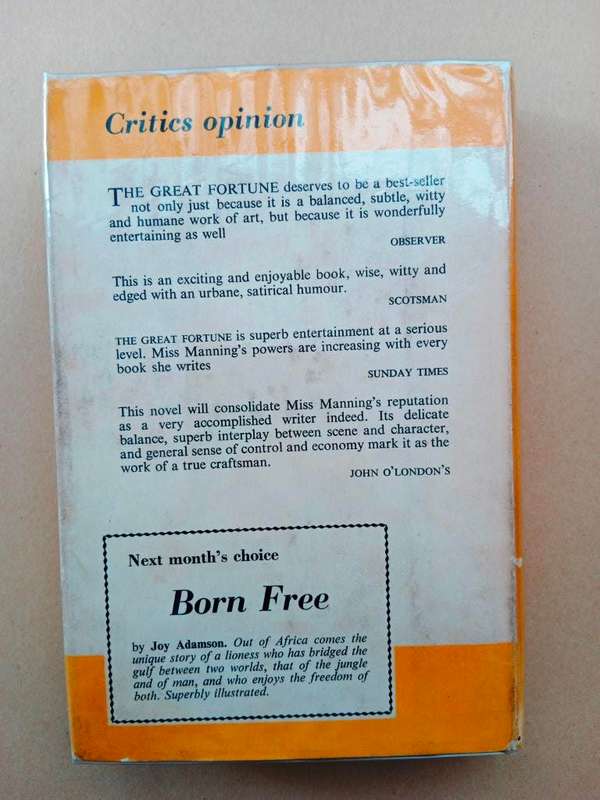 Critics opinion
THE GREAT FORTUNE deserves to be a best-seller
not only just because it is a balanced, subtle, witty
and humane work of art, but because it is wonderfully
entertaining as well
OBSERVER
This is an exciting and enjoyable book, wise, witty and
edged with an urbane, satirical humour.
SCOTSMAN
THE GREAT FORTUNE is superb entertainment at a serious
level. Miss Manning's powers are increasing with every
book she writes
SUNDAY TIMES
This novel will consolidate Miss Manning's reputation
as a very accomplished writer indeed. Its delicate
balance, superb interplay between scene and character,
and general sense of control and economy mark it as the
work of a true craftsman.
JOHN O'LONDON'S
Next month's choice
Born Free
by Joy Adamson. Out of Africa comes the
unique story of a lioness who has bridged the
gulf between two worlds, that of the jungle
and of man, and who enjoys the freedom of
both. Superbly illustrated.